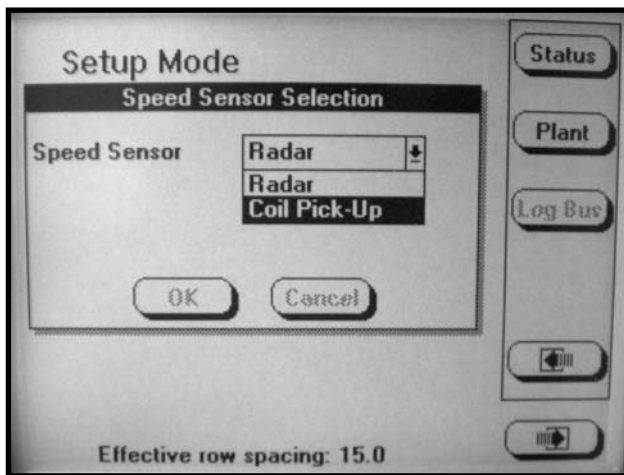 Setup Mode
Speed Sensor Selection
Speed Sensor
Radar
Radar
Coil Pick-Up
OK
Cancel
Effective row spacing: 15.0
Status
Plant
Log Bus